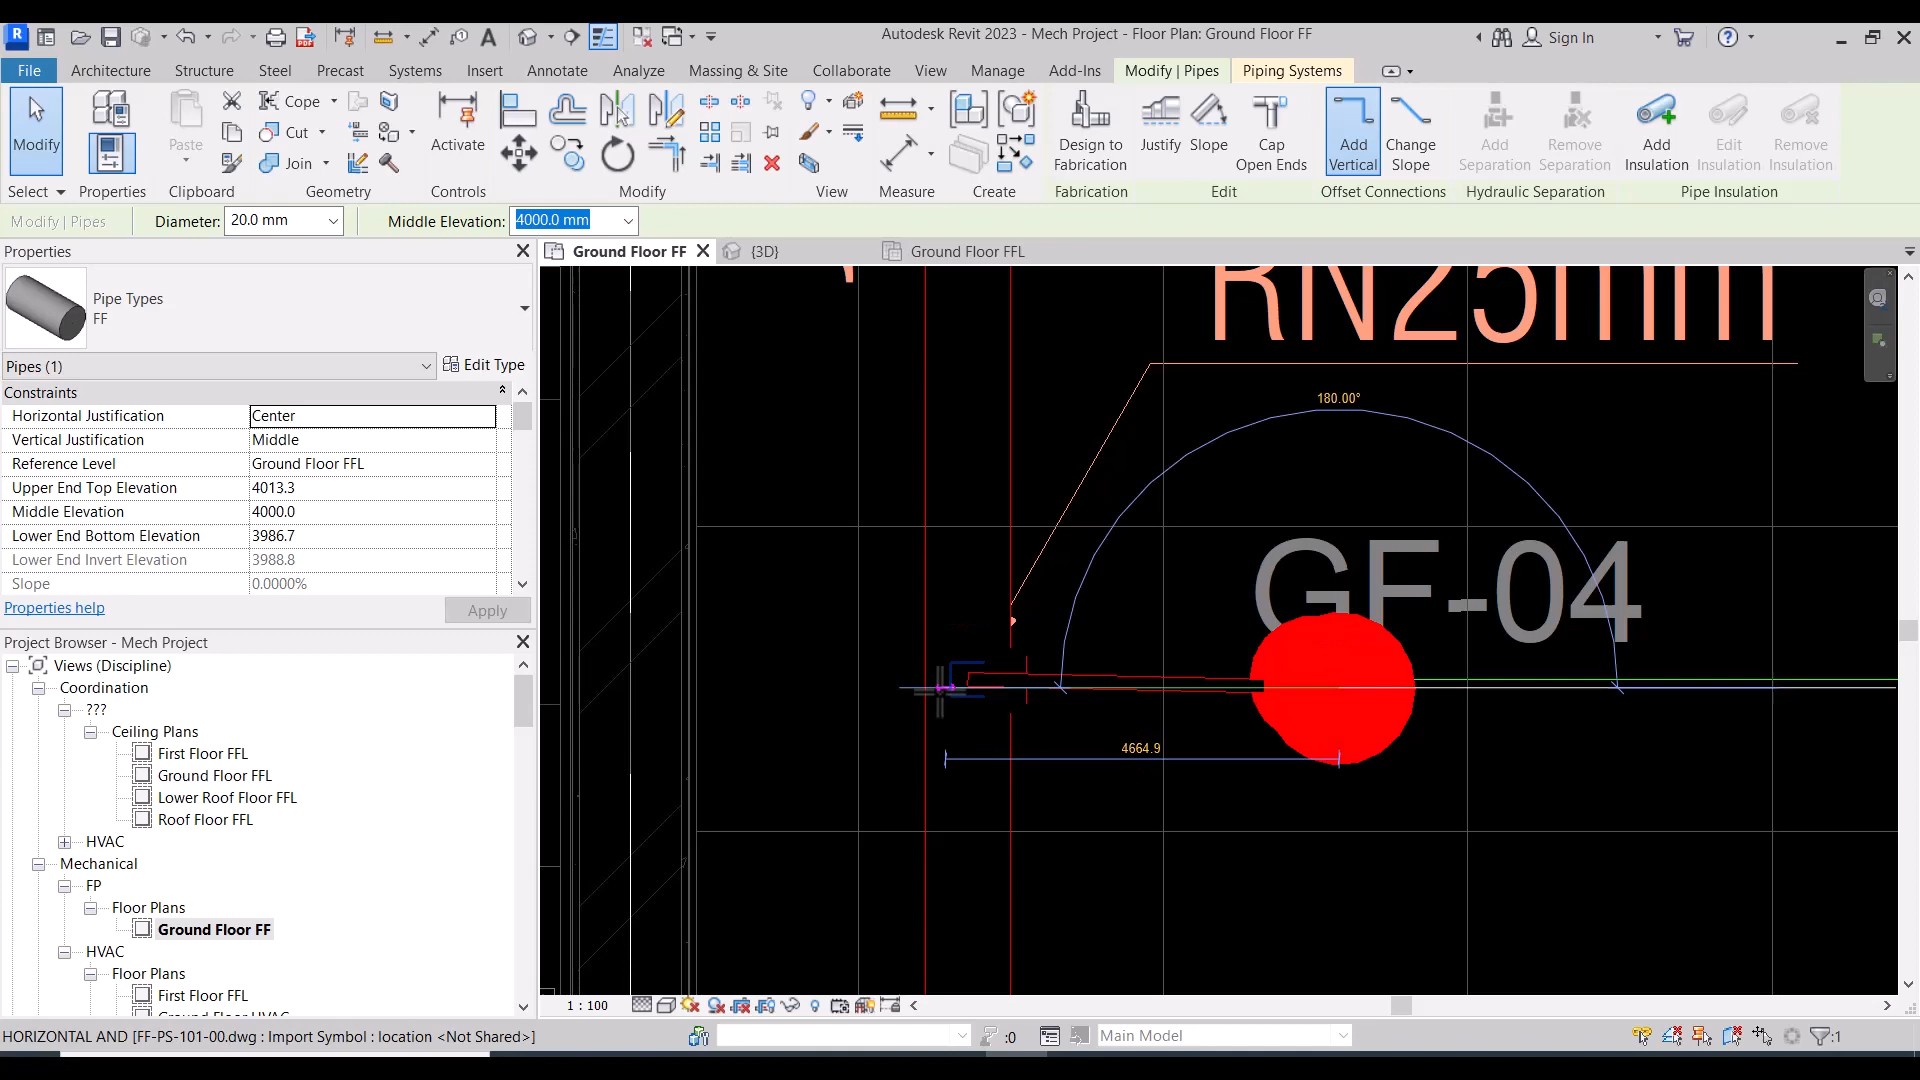 Autodesk Revit 2023 - Mech Project - Floor Plan: Ground Floor FF
Sign In
File Architecture Structure Steel Precast Systems Insert Annotate Analyze Massing & Site Collaborate View Manage Add-Ins Modify | Pipes Piping Systems
Modify
Paste
Cope
Cut
Join
Activate
Design to Fabrication
Justify
Slope
Cap Open Ends
Add Vertical
Change Slope
Add Separation
Remove Separation
Add Insulation
Edit Insulation
Remove Insulation
Select Properties Clipboard Geometry Controls Modify View Measure Create Fabrication Edit Offset Connections Hydraulic Separation Pipe Insulation
Modify | Pipes Diameter: 20.0 mm Middle Elevation: 4000.0 mm
Properties
Ground Floor FF {3D} Ground Floor FFL
Pipe Types
FF
Pipes (1) Edit Type
Constraints
Horizontal Justification Center
Vertical Justification Middle
Reference Level Ground Floor FFL
Upper End Top Elevation 4013.3
Middle Elevation 4000.0
Lower End Bottom Elevation 3986.7
Lower End Invert Elevation 3988.8
Slope 0.0000%
Properties help Apply
Project Browser - Mech Project
Views (Discipline)
Coordination
???
Ceiling Plans
First Floor FFL
Ground Floor FFL
Lower Roof Floor FFL
Roof Floor FFL
HVAC
Mechanical
FP
Floor Plans
Ground Floor FF
HVAC
Floor Plans
First Floor FFL
Ground Floor HVAC
RN25mm
180.00°
GF-04
4664.9
1 : 100
HORIZONTAL AND [FF-PS-101-00.dwg : Import Symbol : location <Not Shared>]
:0
Main Model
:1